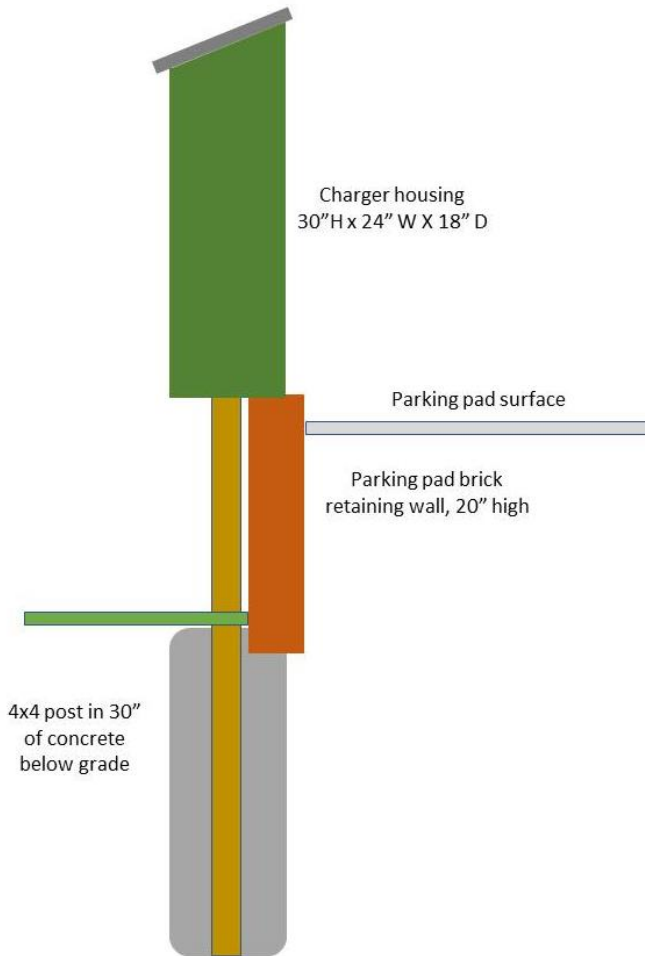 Charger housing
30”H x 24” W X 18” D
Parking pad surface
Parking pad brick
retaining wall, 20” high
4x4 post in 30”
of concrete
below grade